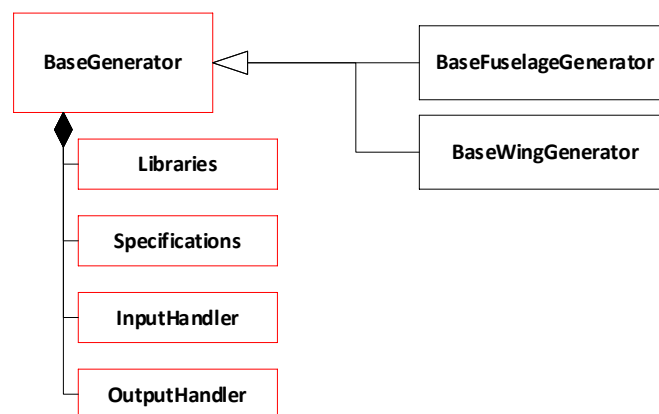 BaseGenerator
BaseFuselageGenerator
BaseWingGenerator
Libraries
Specifications
InputHandler
OutputHandler